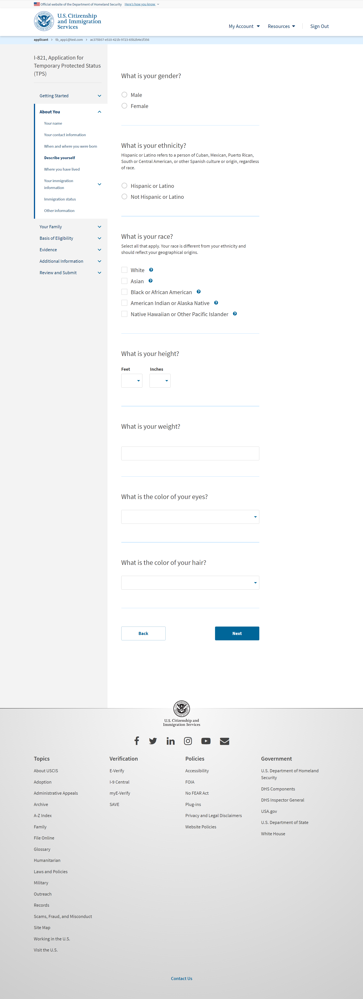 Official website of the Department of Homeland Security Here's how you know
U.S. Citizenship
and Immigration
Services
My Account Resources Sign Out
applicant > tb_app1@test.com > ac375b57-e510-421b-9723-65b2b4e1f356
I-821, Application for
Temporary Protected Status
(TPS)
Getting Started
About You
Your name
Your contact information
When and where you were born
Describe yourself
Where you have lived
Your immigration
information
Immigration status
Other information
Your Family
Basis of Eligibility
Evidence
Additional Information
Review and Submit
What is your gender?
Male
Female
What is your ethnicity?
Hispanic or Latino refers to a person of Cuban, Mexican, Puerto Rican,
South or Central American, or other Spanish culture or origin, regardless
of race.
Hispanic or Latino
Not Hispanic or Latino
What is your race?
Select all that apply. Your race is different from your ethnicity and
should reflect your geographical origins.
White ?
Asian ?
Black or African American ?
American Indian or Alaska Native ?
Native Hawaiian or Other Pacific Islander ?
What is your height?
Feet Inches
What is your weight?
What is the color of your eyes?
What is the color of your hair?
Back Next
U.S. Citizenship and
Immigration Services
Topics
About USCIS
Adoption
Administrative Appeals
Archive
A-Z Index
Family
File Online
Glossary
Humanitarian
Laws and Policies
Military
Outreach
Records
Scams, Fraud, and Misconduct
Site Map
Working in the U.S.
Visit the U.S.
Verification
E-Verify
I-9 Central
myE-Verify
SAVE
Policies
Accessibility
FOIA
No FEAR Act
Plug-ins
Privacy and Legal Disclaimers
Website Policies
Government
U.S. Department of Homeland
Security
DHS Components
DHS Inspector General
USA.gov
U.S. Department of State
White House
Contact Us